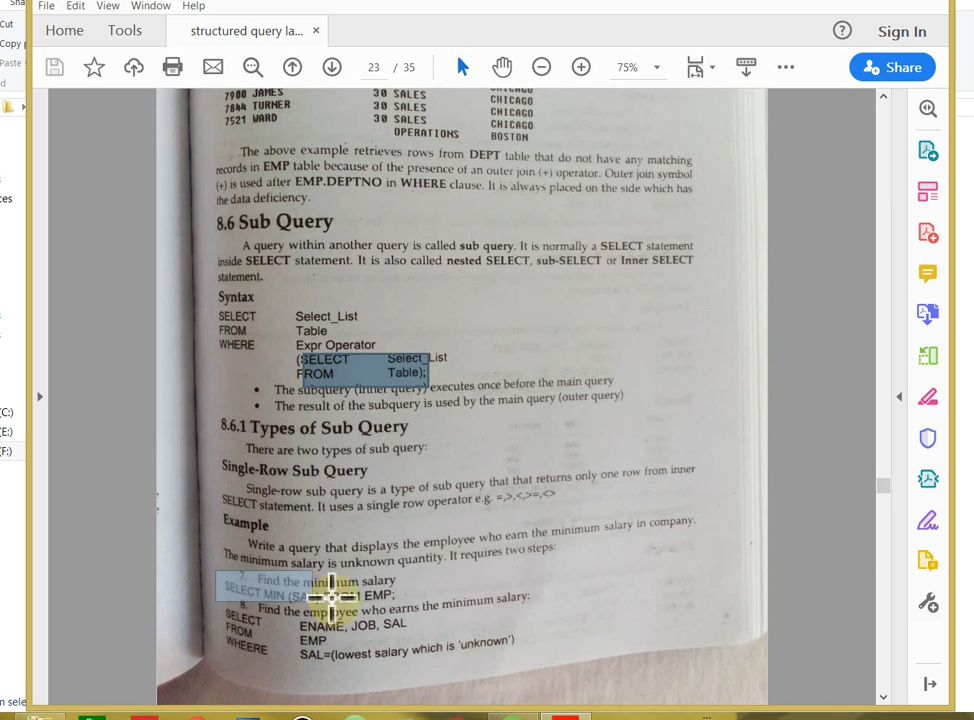 File Edit View Window Help
Cut
Home Tools structured query la... × Sign In
Copy
Paste
23 / 35 75% Share
7900 JAMES 30 SALES CHICAGO
7844 TURNER 30 SALES CHICAGO
7521 WARD 30 SALES CHICAGO
OPERATIONS BOSTON
The above example retrieves rows from DEPT table that do not have any matching
records in EMP table because of the presence of an outer join (+) operator. Outer join symbol
(+) is used after EMP.DEPTNO in WHERE clause. It is always placed on the side which has
the data deficiency.
8.6 Sub Query
A query within another query is called sub query. It is normally a SELECT statement
inside SELECT statement. It is also called nested SELECT, sub-SELECT or Inner SELECT
statement.
Syntax
SELECT Select_List
FROM Table
WHERE Expr Operator
(SELECT Select_List
FROM Table);
• The subquery (inner query) executes once before the main query
• The result of the subquery is used by the main query (outer query)
(C:)
8.6.1 Types of Sub Query
(E:)
There are two types of sub query:
(F:)
Single-Row Sub Query
Single-row sub query is a type of sub query that that returns only one row from inner
SELECT statement. It uses a single row operator e.g. =,>,<,>=,<>
Example
Write a query that displays the employee who earn the minimum salary in company.
The minimum salary is unknown quantity. It requires two steps:
7. Find the minimum salary
SELECT MIN EMP;
8. Find the employee who earns the minimum salary:
SELECT ENAME, JOB, SAL
FROM EMP
WHEERE SAL=(lowest salary which is 'unknown')